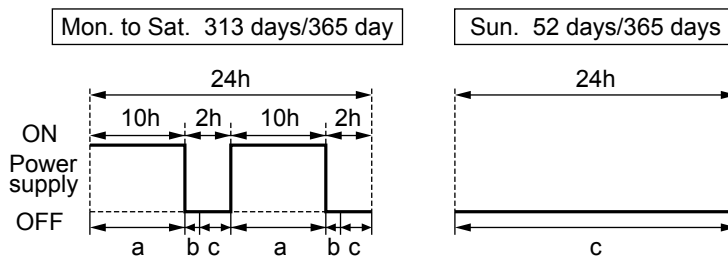 Mon. to Sat. 313 days/365 day
Sun. 52 days/365 days
24h
24h
10h 2h 10h 2h
ON
Power
supply
OFF
a b c a b c
c